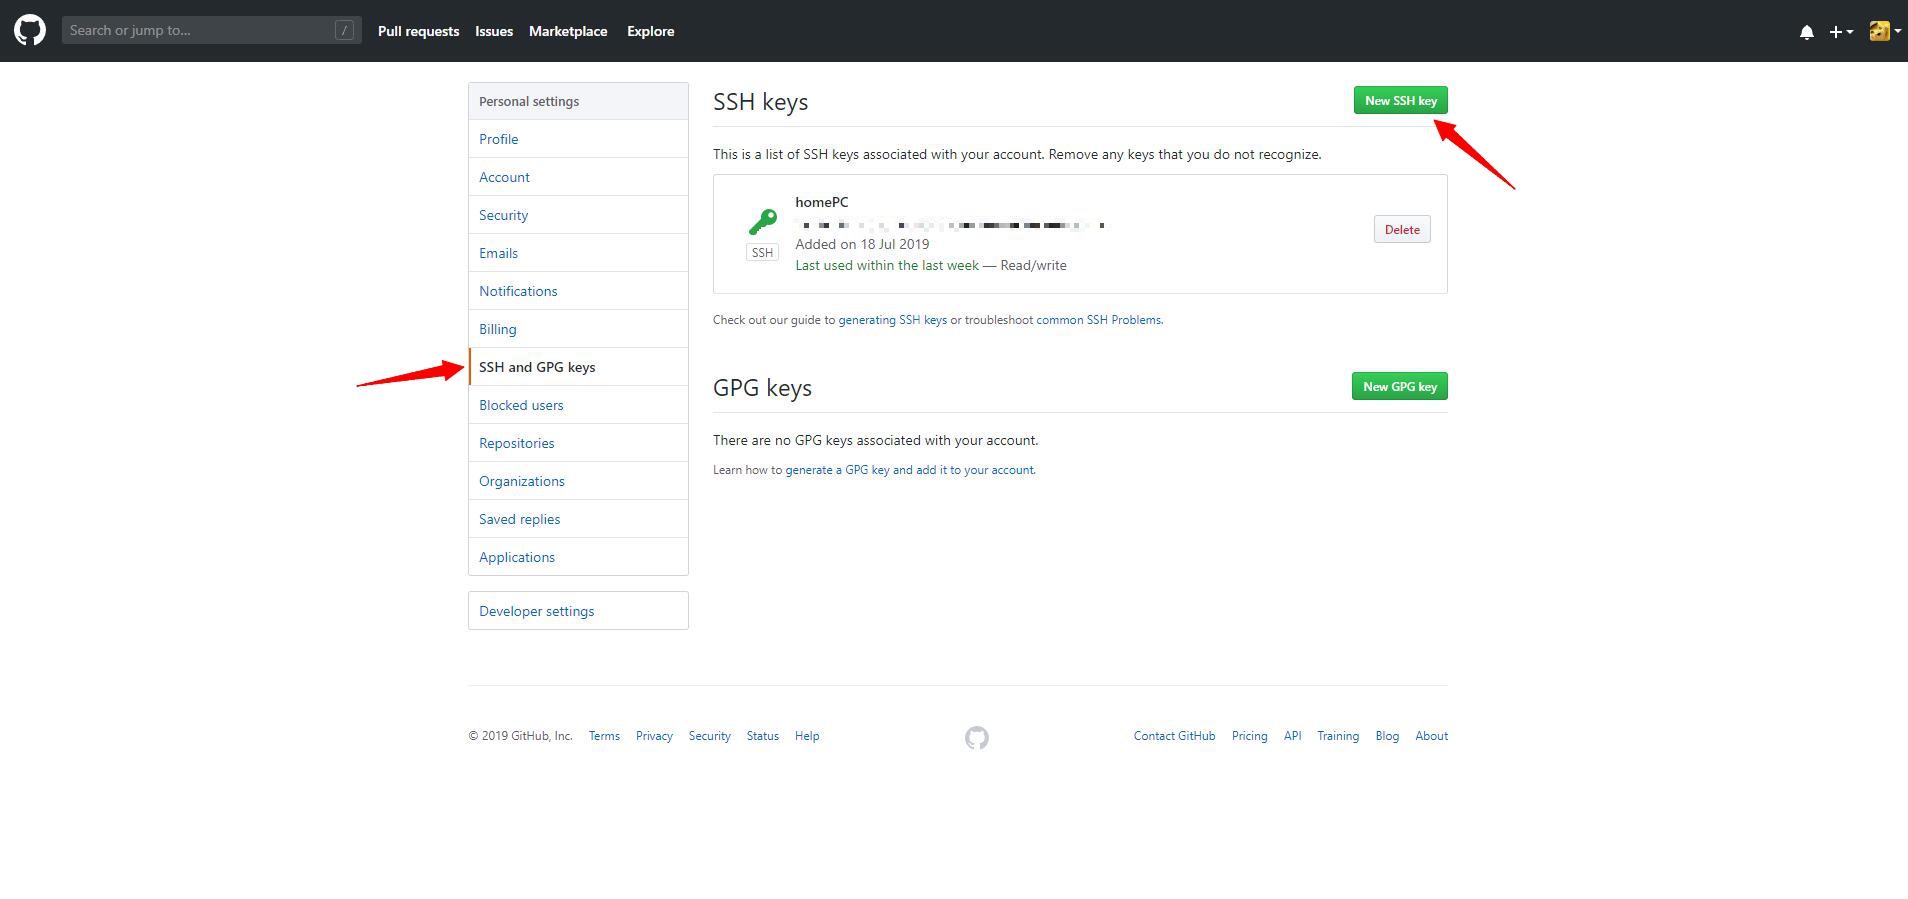 Search or jump to... /
Pull requests Issues Marketplace Explore
Personal settings
Profile
Account
Security
Emails
Notifications
Billing
SSH and GPG keys
Blocked users
Repositories
Organizations
Saved replies
Applications
Developer settings
SSH keys
New SSH key
This is a list of SSH keys associated with your account. Remove any keys that you do not recognize.
homePC
SSH
Added on 18 Jul 2019
Last used within the last week — Read/write
Delete
Check out our guide to generating SSH keys or troubleshoot common SSH Problems.
GPG keys
New GPG key
There are no GPG keys associated with your account.
Learn how to generate a GPG key and add it to your account.
© 2019 GitHub, Inc. Terms Privacy Security Status Help
Contact GitHub Pricing API Training Blog About